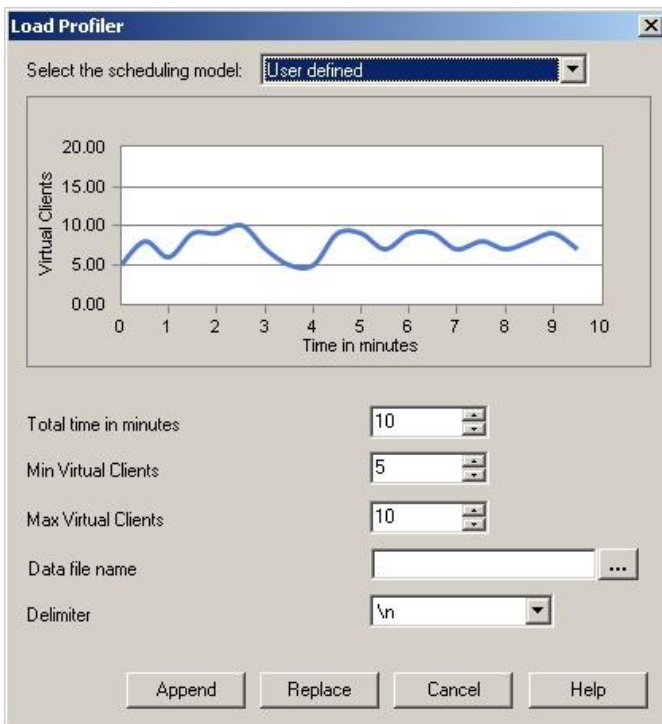 Load Profiler
Select the scheduling model: User defined
20.00
15.00
10.00
5.00
0.00
Virtual Clients
0 1 2 3 4 5 6 7 8 9 10
Time in minutes
Total time in minutes 10
Min Virtual Clients 5
Max Virtual Clients 10
Data file name ...
Delimiter \n
Append Replace Cancel Help